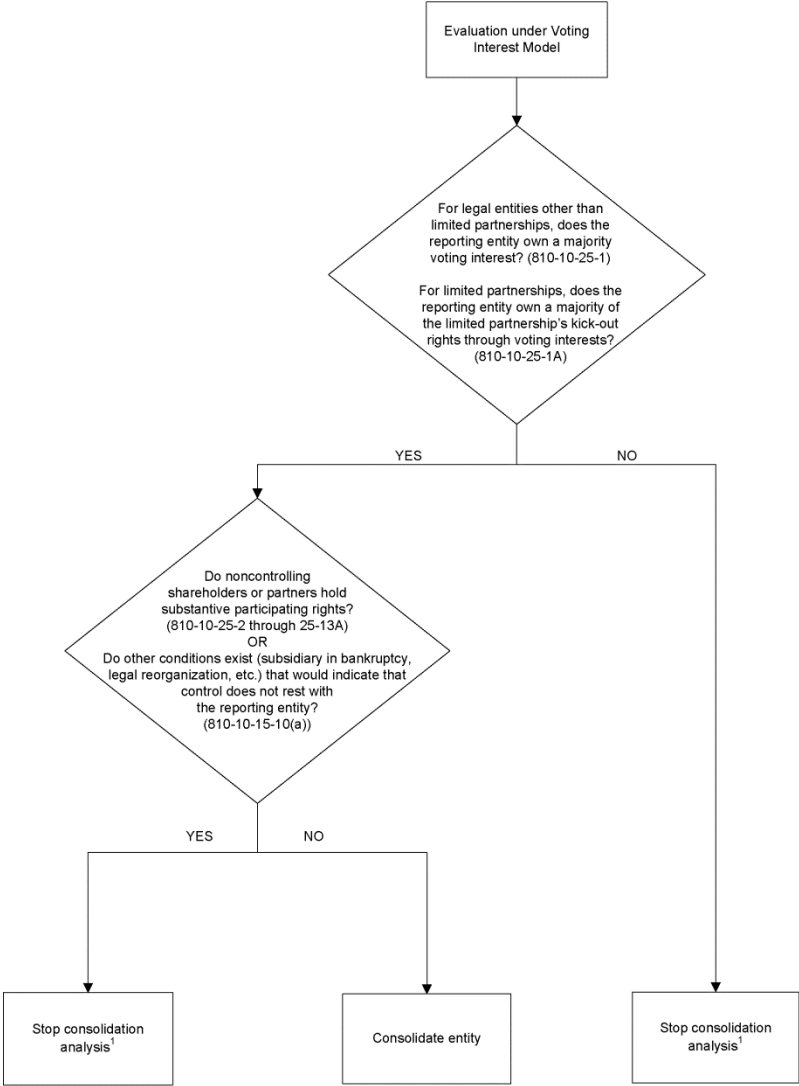 Evaluation under Voting
Interest Model
For legal entities other than
limited partnerships, does the
reporting entity own a majority
voting interest? (810-10-25-1)
For limited partnerships, does the
reporting entity own a majority of
the limited partnership's kick-out
rights through voting interests?
(810-10-25-1A)
YES
NO
Do noncontrolling
shareholders or partners hold
substantive participating rights?
(810-10-25-2 through 25-13A)
OR
Do other conditions exist (subsidiary in bankruptcy,
legal reorganization, etc.) that would indicate that
control does not rest with
the reporting entity?
(810-10-15-10(a))
YES
NO
Stop consolidation
analysis1
Consolidate entity
Stop consolidation
analysis1